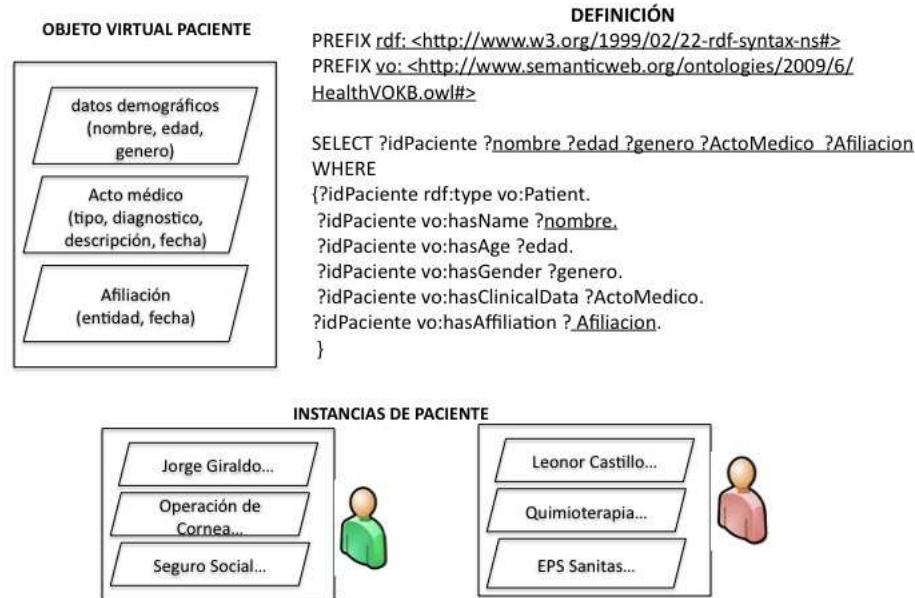 OBJETO VIRTUAL PACIENTE
datos demográficos
(nombre, edad,
genero)
Acto médico
(tipo, diagnostico,
descripción, fecha)
Afiliación
(entidad, fecha)
DEFINICIÓN
PREFIX rdf: <http://www.w3.org/1999/02/22-rdf-syntax-ns#>
PREFIX vo: <http://www.semanticweb.org/ontologies/2009/6/
HealthVOKB.owl#>
SELECT ?idPaciente ?nombre ?edad ?genero ?ActoMedico ?Afiliacion
WHERE
{?idPaciente rdf:type vo:Patient.
?idPaciente vo:hasName ?nombre.
?idPaciente vo:hasAge ?edad.
?idPaciente vo:hasGender ?genero.
?idPaciente vo:hasClinicalData ?ActoMedico.
?idPaciente vo:hasAffiliation ? Afiliacion.
}
INSTANCIAS DE PACIENTE
Jorge Giraldo...
Operación de
Cornea...
Seguro Social...
Leonor Castillo...
Quimioterapia...
EPS Sanitas...